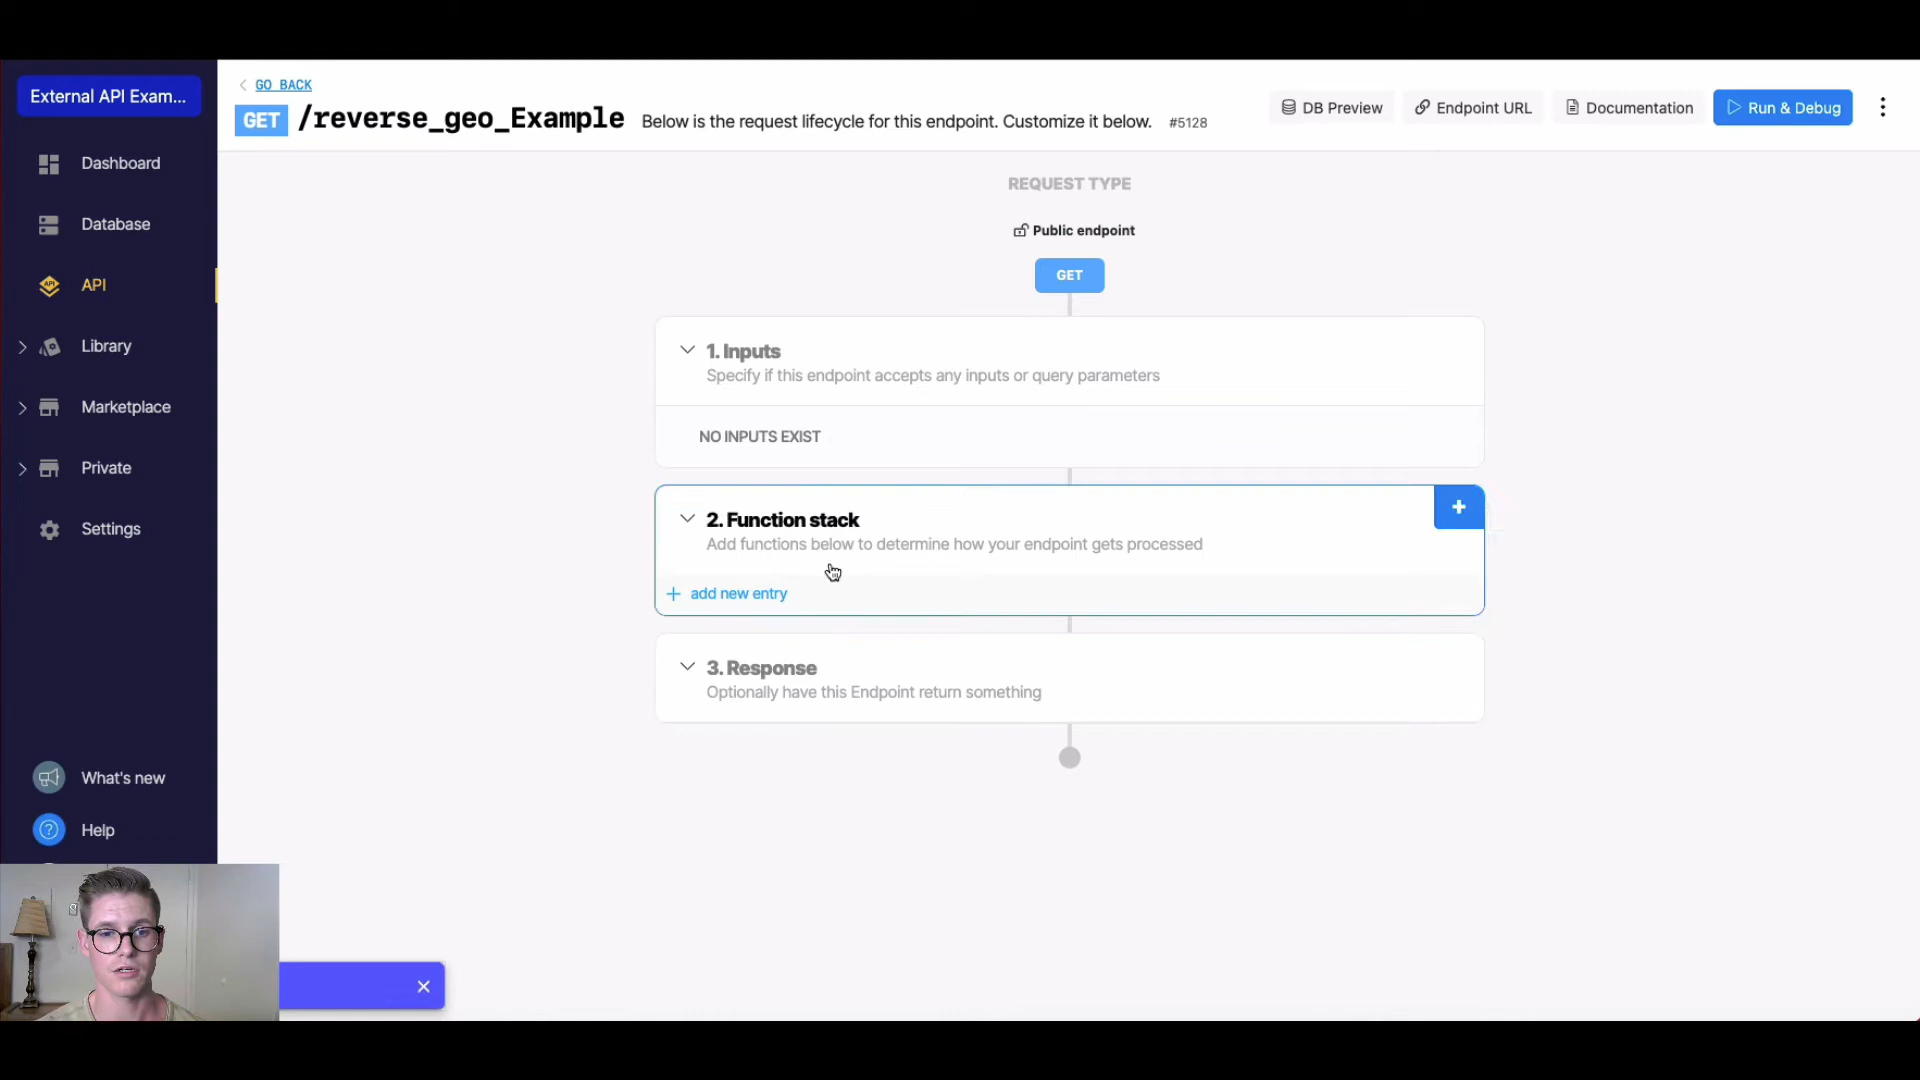 External API Exam...
Dashboard
Database
API
Library
Marketplace
Private
Settings
What's new
Help
GO BACK
GET /reverse_geo_Example Below is the request lifecycle for this endpoint. Customize it below. #5128
DB Preview
Endpoint URL
Documentation
Run & Debug
REQUEST TYPE
Public endpoint
GET
1. Inputs
Specify if this endpoint accepts any inputs or query parameters
NO INPUTS EXIST
2. Function stack
Add functions below to determine how your endpoint gets processed
add new entry
3. Response
Optionally have this Endpoint return something